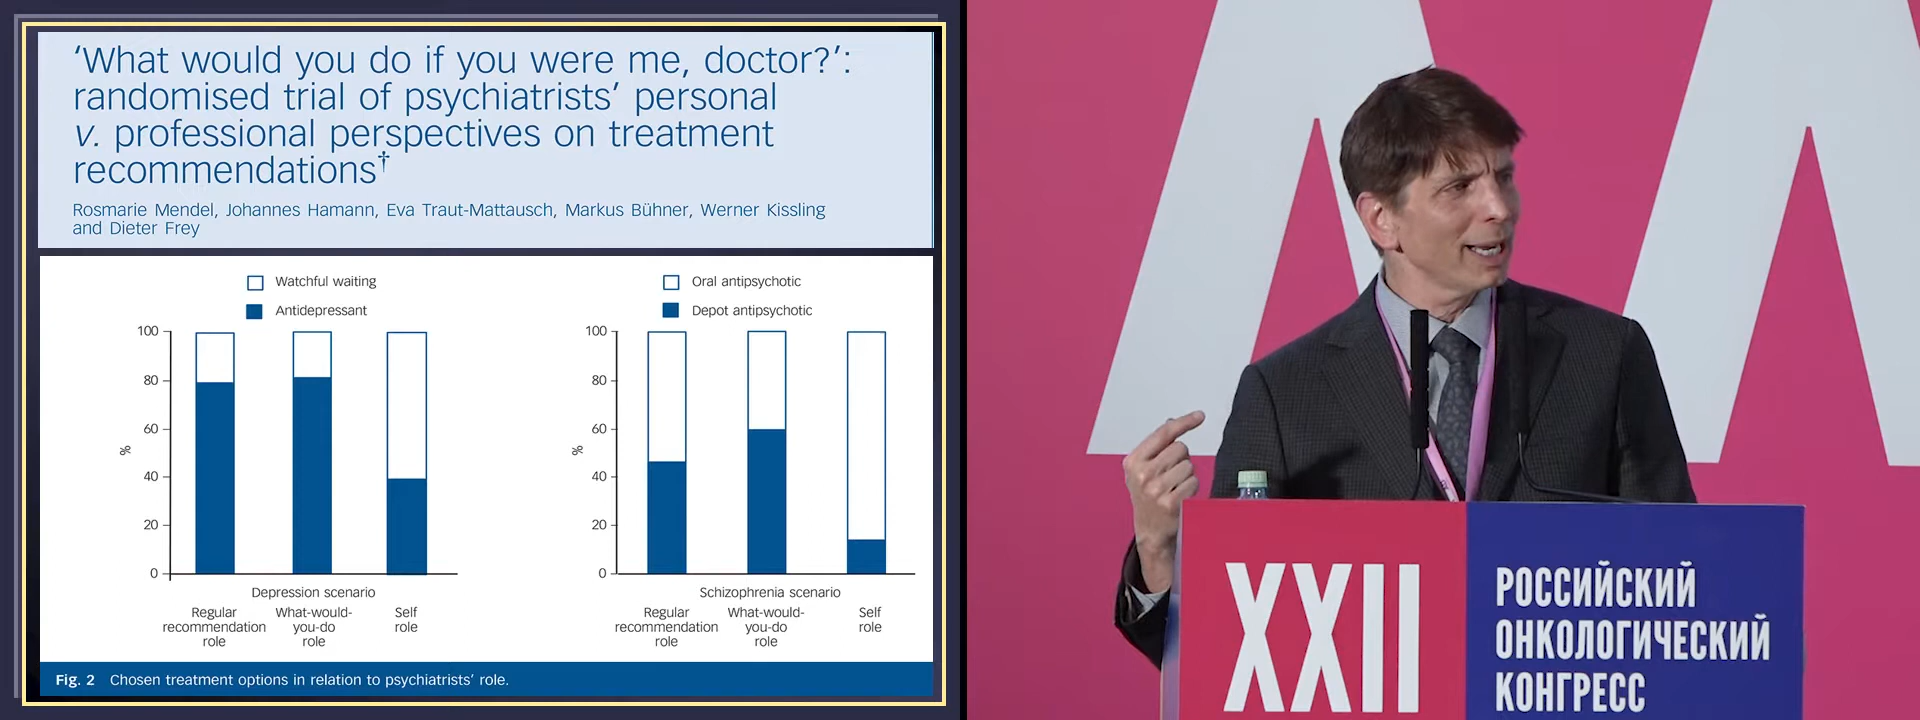 ‘What would you do if you were me, doctor?’:
randomised trial of psychiatrists’ personal
v. professional perspectives on treatment
recommendations†
Rosmarie Mendel, Johannes Hamann, Eva Traut-Mattausch, Markus Bühner, Werner Kissling
and Dieter Frey
Watchful waiting
Antidepressant
100
80
60
40
20
0
%
Depression scenario
Regular
recommendation
role
What-would-
you-do
role
Self
role
Oral antipsychotic
Depot antipsychotic
100
80
60
40
20
0
%
Schizophrenia scenario
Regular
recommendation
role
What-would-
you-do
role
Self
role
Fig. 2 Chosen treatment options in relation to psychiatrists’ role.
XXII
РОССИЙСКИЙ
ОНКОЛОГИЧЕСКИЙ
КОНГРЕСС